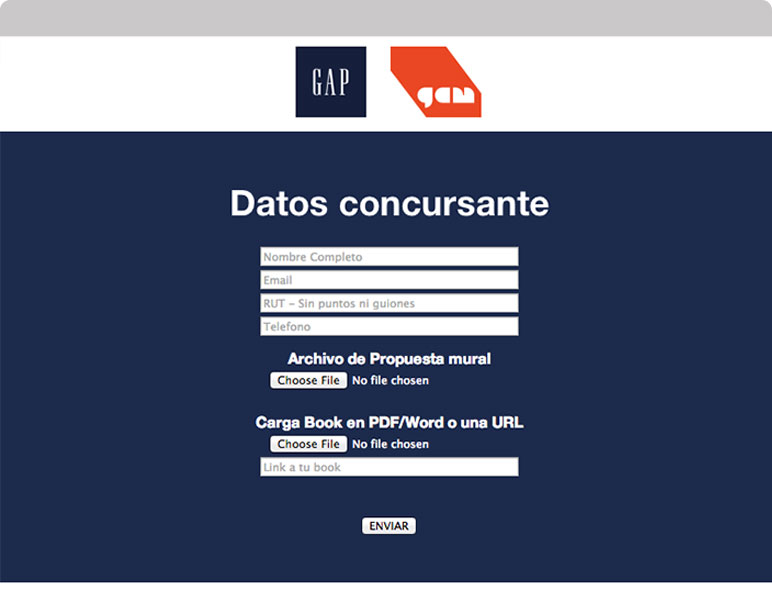 GAP
gam
Datos concursante
Nombre Completo
Email
RUT – Sin puntos ni guiones
Telefono
Archivo de Propuesta mural
Choose File No file chosen
Carga Book en PDF/Word o una URL
Choose File No file chosen
Link a tu book
ENVIAR